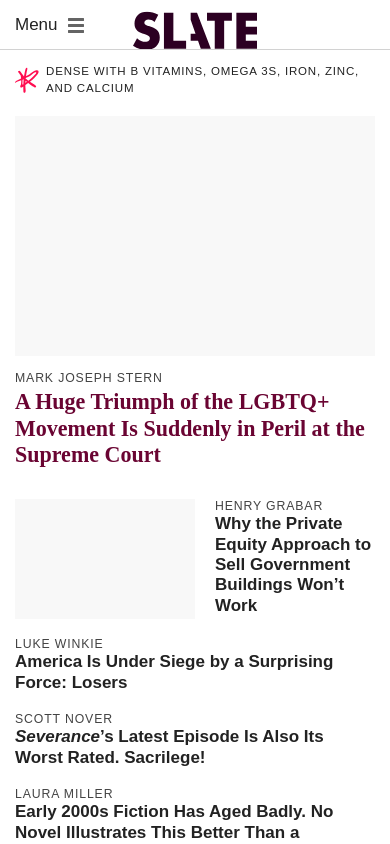 Menu
SLATE
DENSE WITH B VITAMINS, OMEGA 3S, IRON, ZINC,
AND CALCIUM
MARK JOSEPH STERN
A Huge Triumph of the LGBTQ+
Movement Is Suddenly in Peril at the
Supreme Court
HENRY GRABAR
Why the Private
Equity Approach to
Sell Government
Buildings Won’t
Work
LUKE WINKIE
America Is Under Siege by a Surprising
Force: Losers
SCOTT NOVER
Severance’s Latest Episode Is Also Its
Worst Rated. Sacrilege!
LAURA MILLER
Early 2000s Fiction Has Aged Badly. No
Novel Illustrates This Better Than a